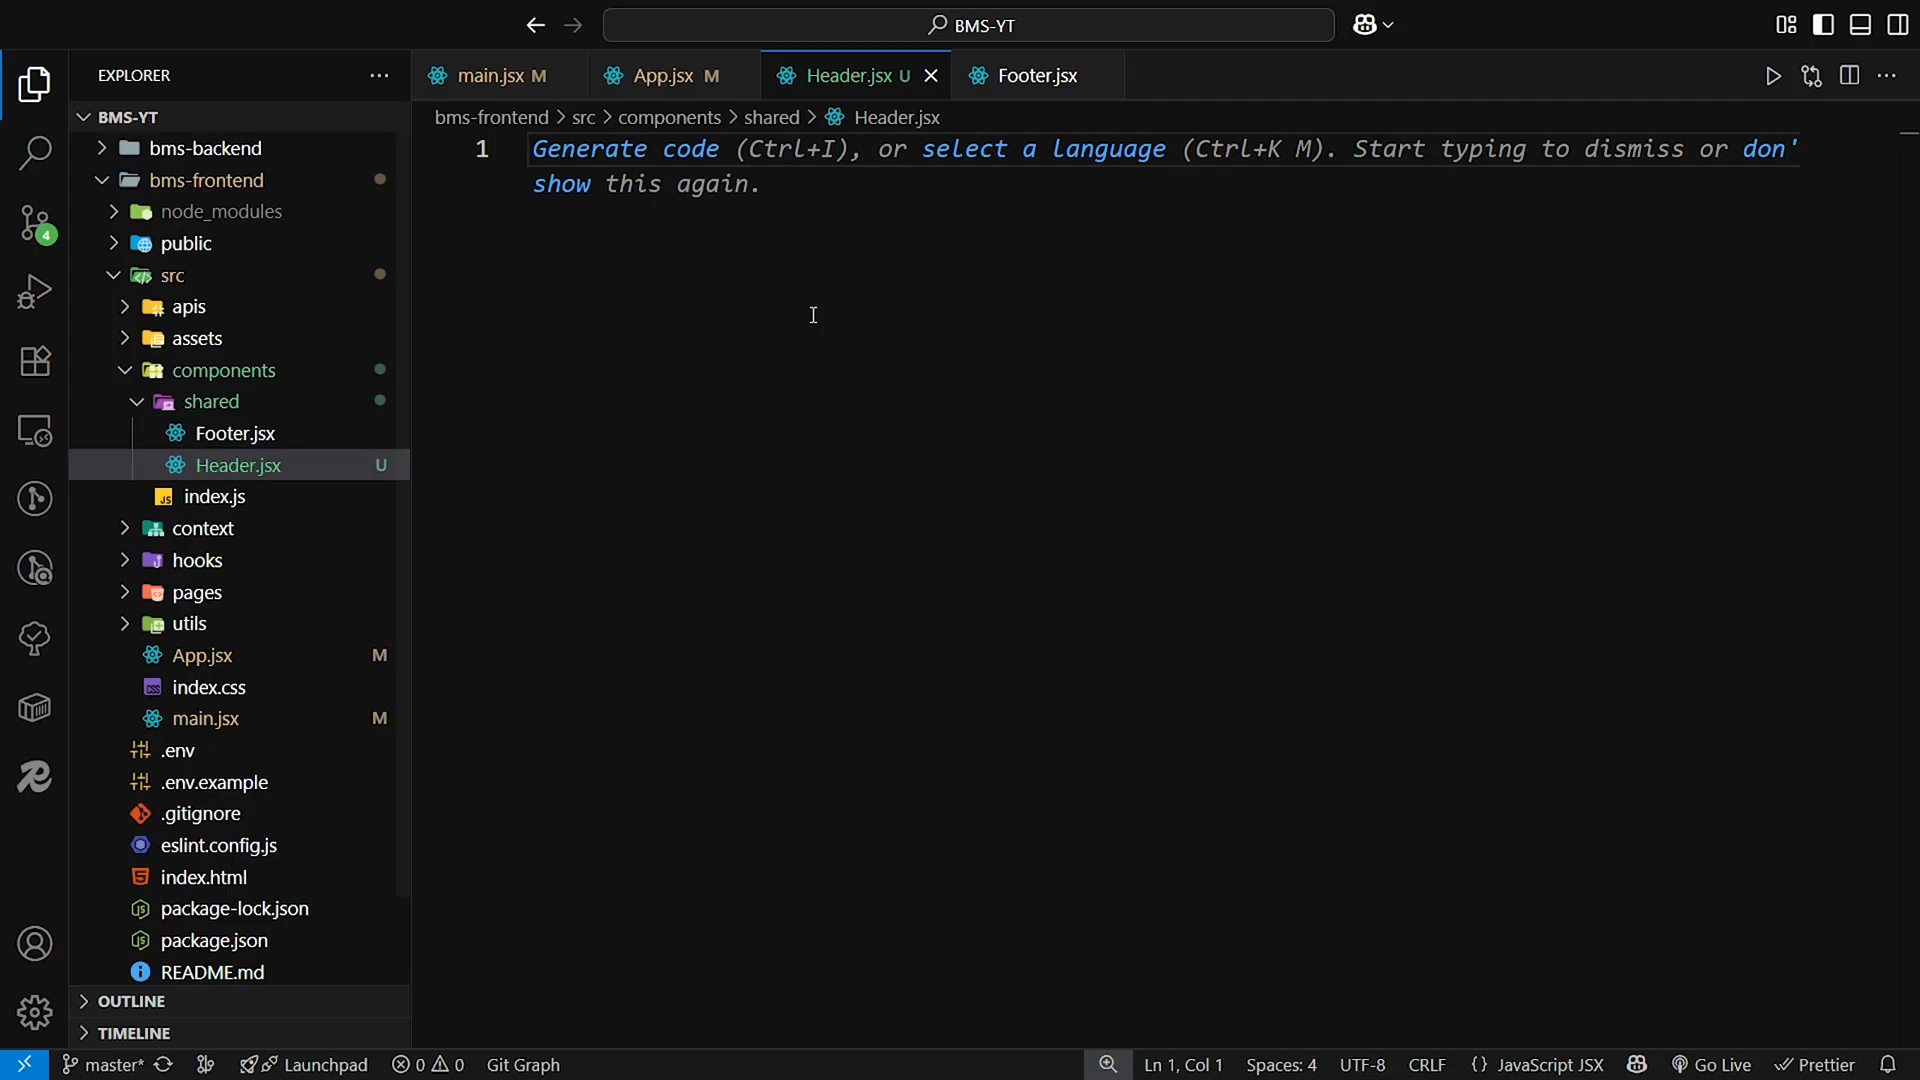 BMS-YT
EXPLORER
main.jsx M
App.jsx M
Header.jsx U
Footer.jsx
bms-frontend > src > components > shared > Header.jsx
BMS-YT
bms-backend
bms-frontend
node_modules
public
src
apis
assets
components
shared
Footer.jsx
Header.jsx U
index.js
context
hooks
pages
utils
App.jsx M
index.css
main.jsx M
.env
.env.example
.gitignore
eslint.config.js
index.html
package-lock.json
package.json
README.md
OUTLINE
TIMELINE
1 Generate code (Ctrl+I), or select a language (Ctrl+K M). Start typing to dismiss or don'
show this again.
4
master* Launchpad 0 0 Git Graph Ln 1, Col 1 Spaces: 4 UTF-8 CRLF {} JavaScript JSX Go Live Prettier